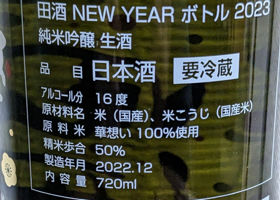 田酒 NEW YEAR ボトル 2023
純米吟醸 生酒
品目 日本酒 要冷蔵
アルコール分 16度
原材料名 米（国産）、米こうじ（国産米）
原料米 華想い 100%使用
精米歩合 50%
製造年月 2022.12
内容量 720ml